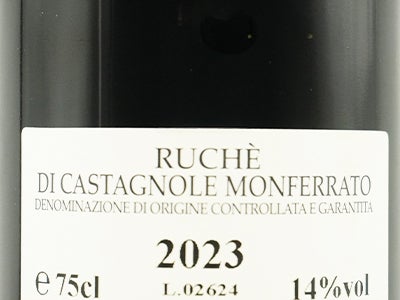 RUCHÈ
DI CASTAGNOLE MONFERRATO
DENOMINAZIONE DI ORIGINE CONTROLLATA E GARANTITA
2023
℮ 75cl L.02624 14%vol